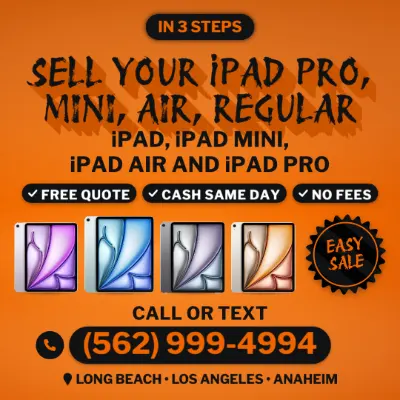 IN 3 STEPS
SELL YOUR iPAD PRO,
MINI, AIR, REGULAR
iPAD, iPAD MINI,
iPAD AIR AND iPAD PRO
✓ FREE QUOTE ✓ CASH SAME DAY ✓ NO FEES
EASY
SALE
CALL OR TEXT
(562) 999-4994
LONG BEACH • LOS ANGELES • ANAHEIM